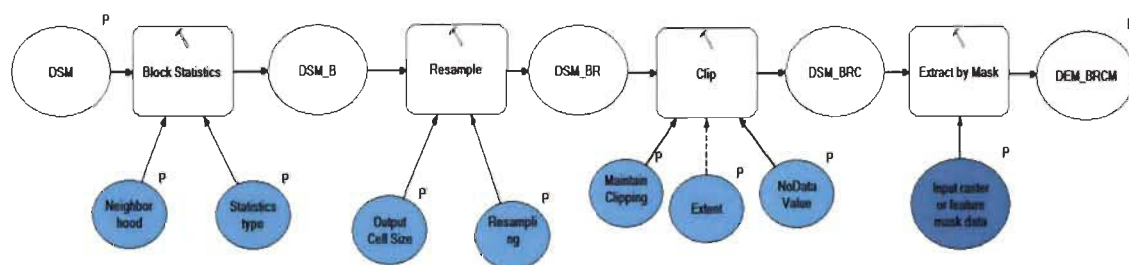 P
DSM
Block Statistics
DSM_B
Resample
DSM_BR
Clip
DSM_BRC
Extract by Mask
DEM_BRCM
P
Neighbor
hood
P
Statistics
type
P
Output
Cell Size
P
Resampli
ng
P
Maintain
Clipping
P
Extent
P
NoData
Value
P
Input raster
or feature
mask data